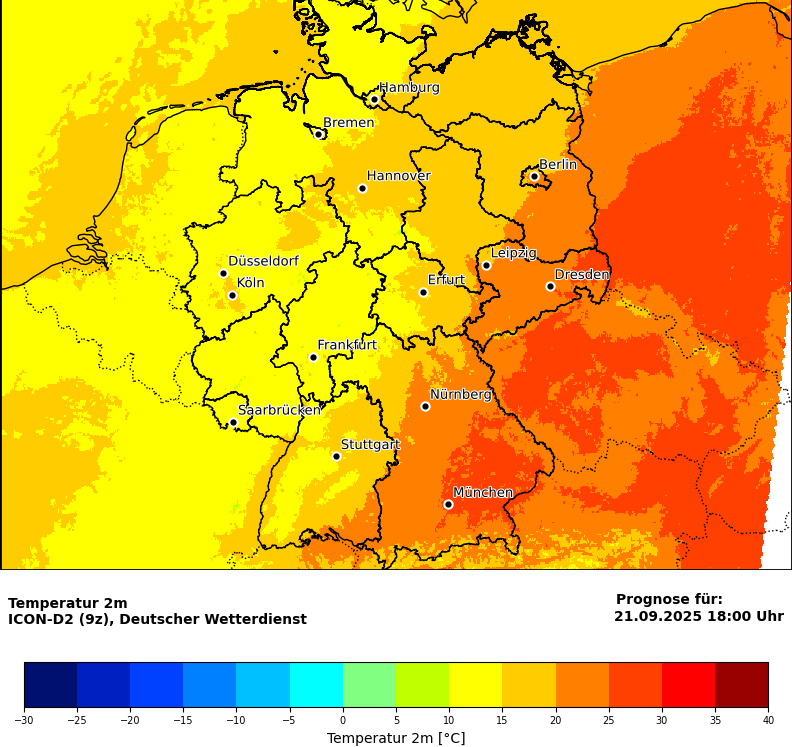 Hamburg
Bremen
Berlin
Hannover
Leipzig
Düsseldorf
Dresden
Köln
Erfurt
Frankfurt
Nürnberg
Saarbrücken
Stuttgart
München
Temperatur 2m
ICON-D2 (9z), Deutscher Wetterdienst
Prognose für:
21.09.2025 18:00 Uhr
−30 −25 −20 −15 −10 −5 0 5 10 15 20 25 30 35 40
Temperatur 2m [°C]